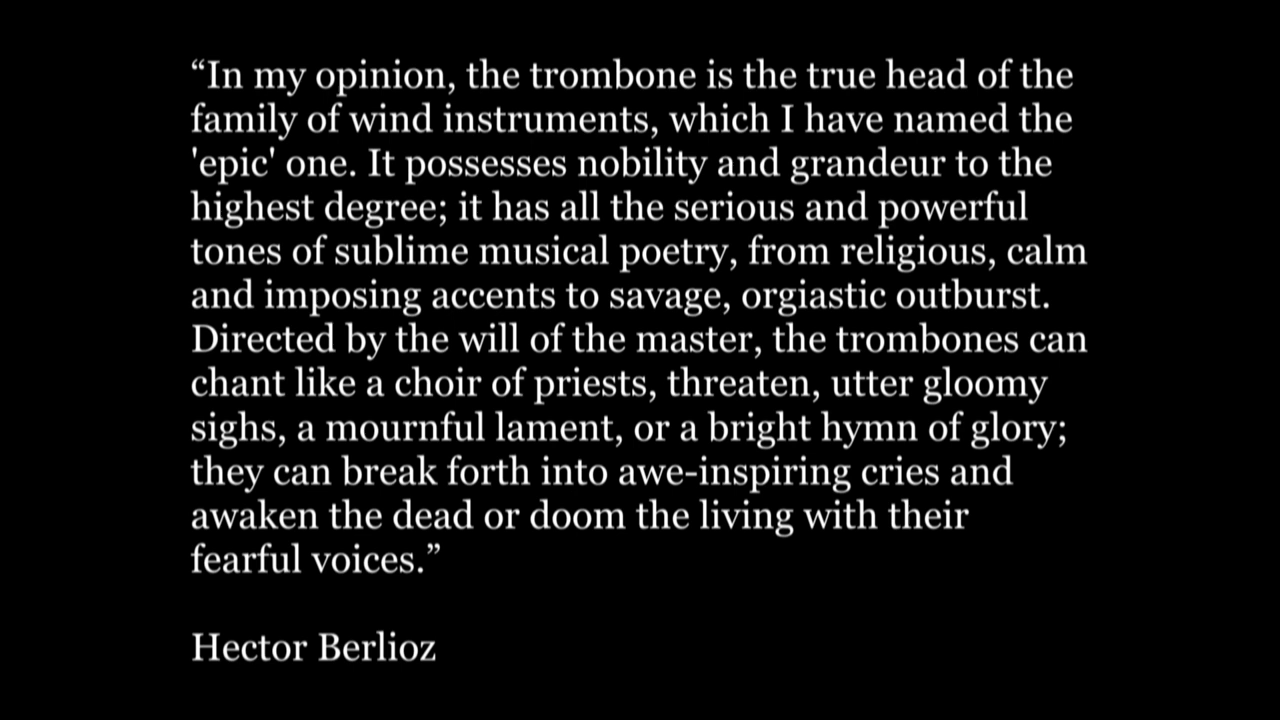 “In my opinion, the trombone is the true head of the
family of wind instruments, which I have named the
'epic' one. It possesses nobility and grandeur to the
highest degree; it has all the serious and powerful
tones of sublime musical poetry, from religious, calm
and imposing accents to savage, orgiastic outburst.
Directed by the will of the master, the trombones can
chant like a choir of priests, threaten, utter gloomy
sighs, a mournful lament, or a bright hymn of glory;
they can break forth into awe-inspiring cries and
awaken the dead or doom the living with their
fearful voices.”
Hector Berlioz